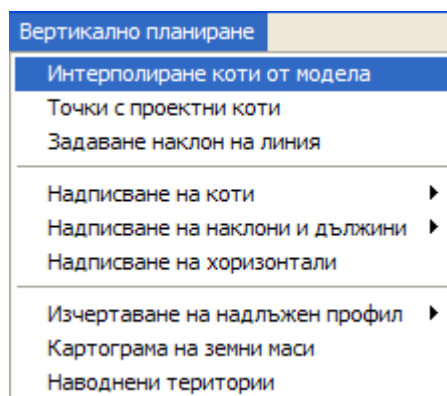 Вертикално планиране
Интерполиране коти от модела
Точки с проектни коти
Задаване наклон на линия
Надписване на коти
Надписване на наклони и дължини
Надписване на хоризонтали
Изчертаване на надлъжен профил
Картограма на земни маси
Наводнени територии